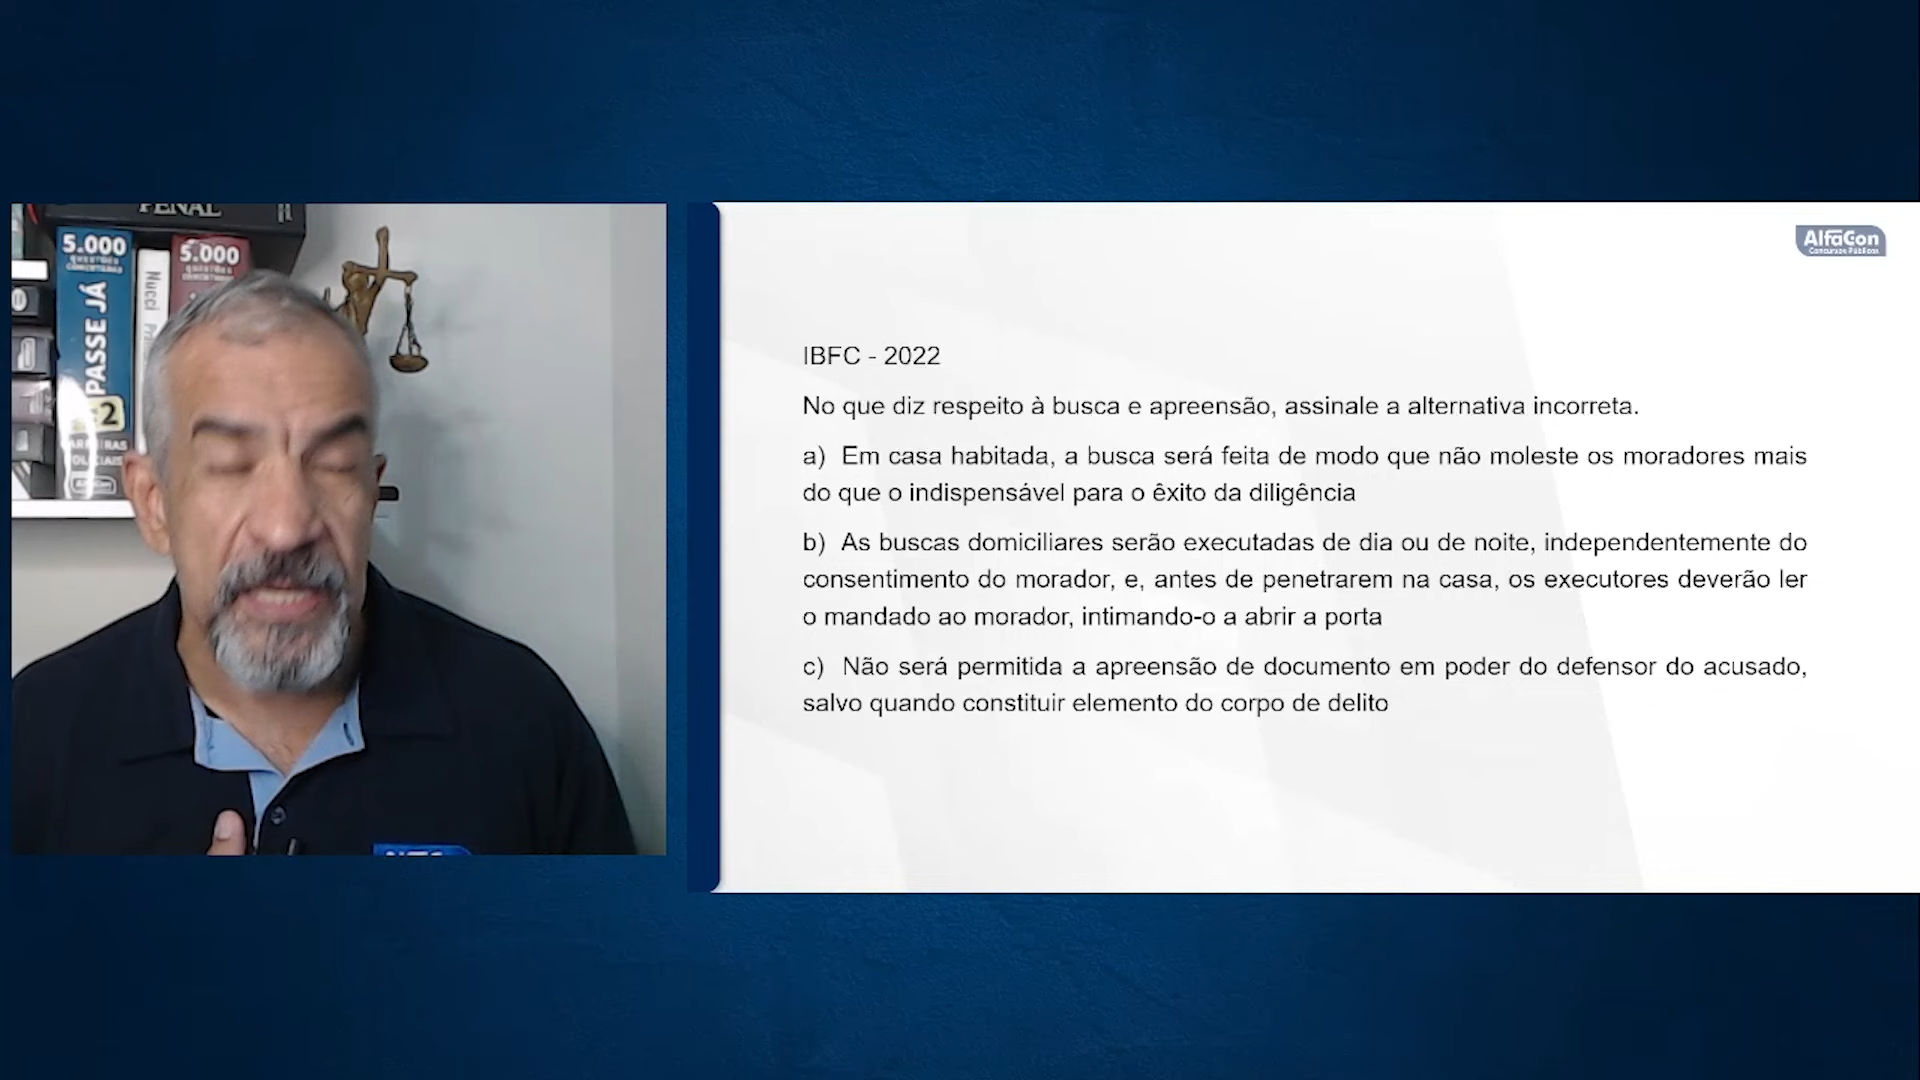 PENAL
5.000
QUESTÕES
COMENTADAS
PASSE JÁ
Nucci
5.000
AlfaCon
Concursos Públicos
IBFC - 2022
No que diz respeito à busca e apreensão, assinale a alternativa incorreta.
a) Em casa habitada, a busca será feita de modo que não moleste os moradores mais
do que o indispensável para o êxito da diligência
b) As buscas domiciliares serão executadas de dia ou de noite, independentemente do
consentimento do morador, e, antes de penetrarem na casa, os executores deverão ler
o mandado ao morador, intimando-o a abrir a porta
c) Não será permitida a apreensão de documento em poder do defensor do acusado,
salvo quando constituir elemento do corpo de delito